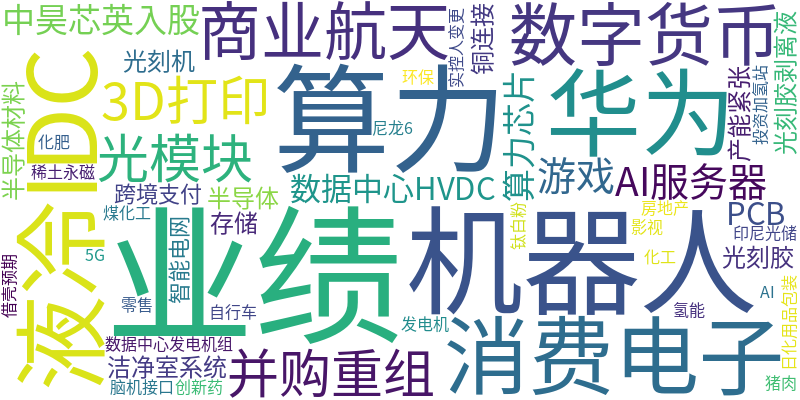 中昊芯英入股
商业航天
数字货币
实控人变更
铜连接
光刻胶剥离液
光刻机
环保
半导体材料
IDC
3D打印
算力
华为
算力芯片
产能紧张
投资加氢站
化肥
稀土永磁
光模块
尼龙6
数据中心HVDC
游戏
AI服务器
跨境支付
半导体
煤化工
存储
智能电网
钛白粉
房地产
影视
PCB
印尼光储
液冷
业绩
机器人
5G
化工
光刻胶
借壳预期
零售
自行车
发电机
氢能
AI
日化用品包装
数据中心发电机组
洁净室系统
并购重组
消费电子
脑机接口
创新药
猪肉